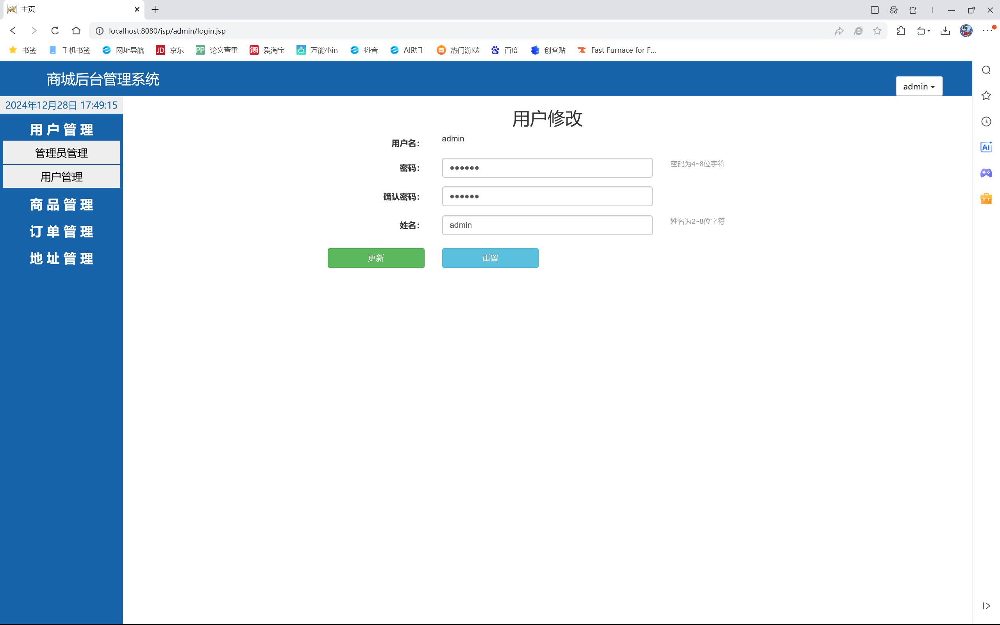 主页
localhost:8080/jsp/admin/login.jsp
书签 手机书签 网址导航 JD 京东 PP 论文查重 淘 爱淘宝 万能小in 抖音 AI助手 热门游戏 du 百度 创客贴 Fast Furnace for F...
商城后台管理系统
admin
2024年12月28日 17:49:15
用户管理
管理员管理
用户管理
商品管理
订单管理
地址管理
用户修改
用户名： admin
密码： •••••• 密码为4~8位字符
确认密码： ••••••
姓名： admin 姓名为2~8位字符
更新 重置
1
3
AI